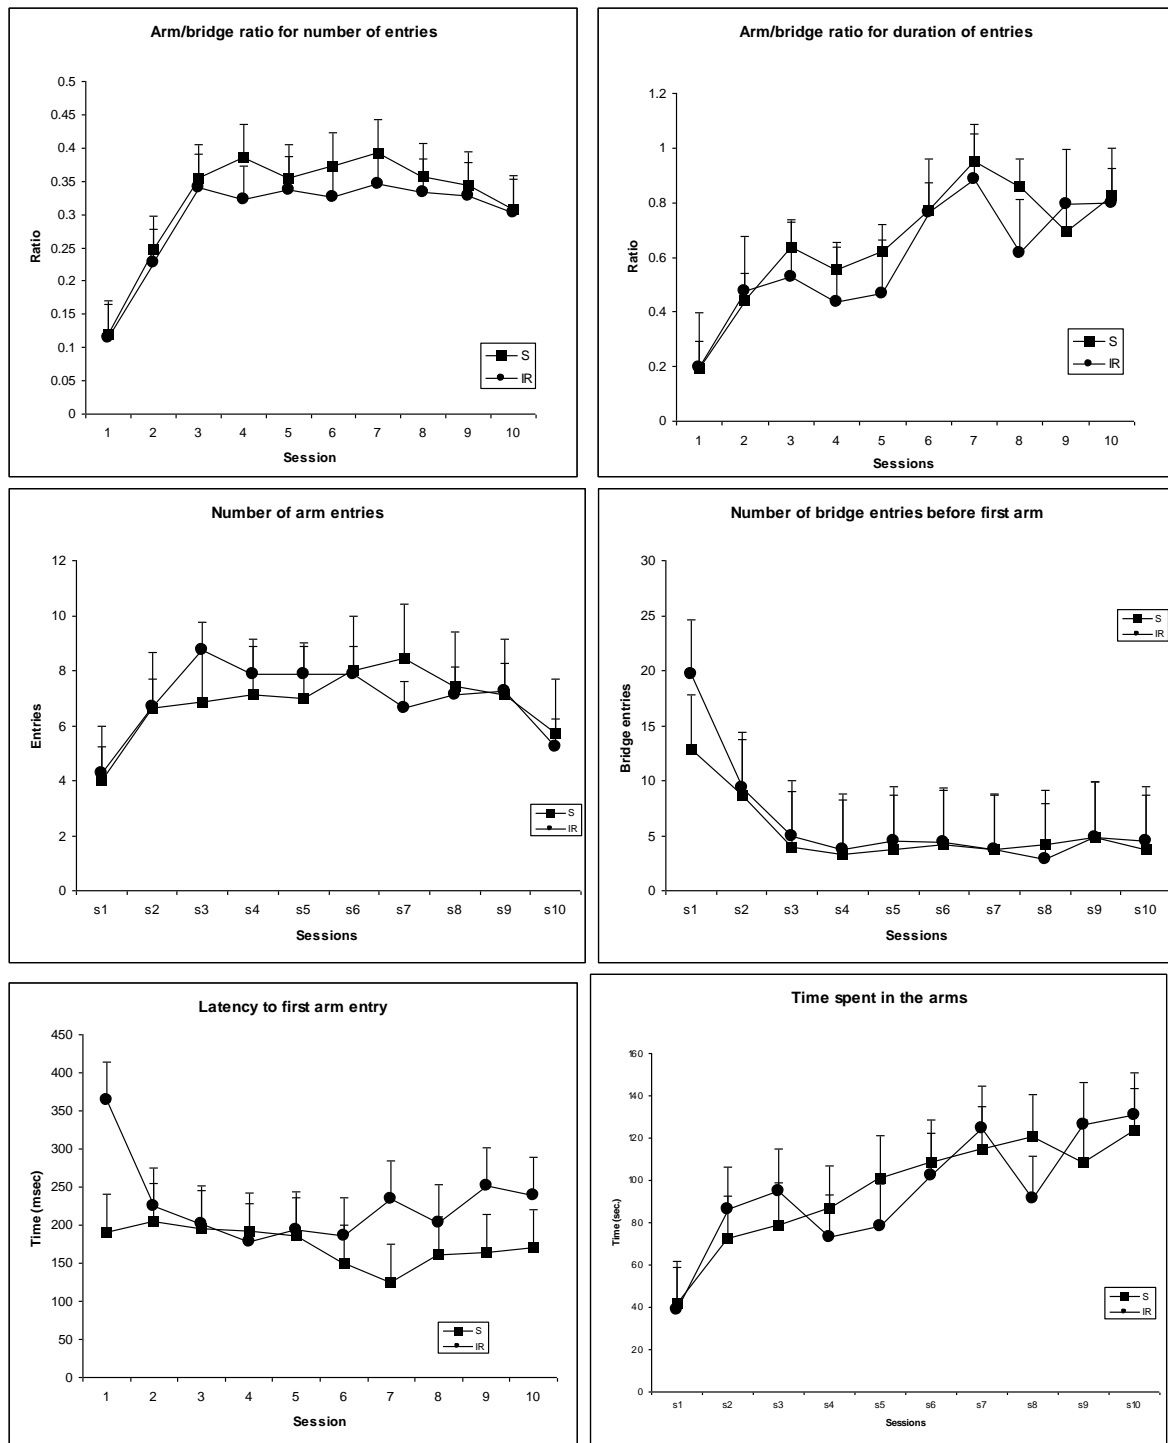 Arm/bridge ratio for number of entries
0.5
0.45
0.4
0.35
0.3
0.25
0.2
0.15
0.1
0.05
0
Ratio
1 2 3 4 5 6 7 8 9 10
Session
S
IR
Arm/bridge ratio for duration of entries
1.2
1
0.8
0.6
0.4
0.2
0
Ratio
1 2 3 4 5 6 7 8 9 10
Sessions
S
IR
Number of arm entries
12
10
8
6
4
2
0
Entries
s1 s2 s3 s4 s5 s6 s7 s8 s9 s10
Sessions
S
IR
Number of bridge entries before first arm
30
25
20
15
10
5
0
Bridge entries
s1 s2 s3 s4 s5 s6 s7 s8 s9 s10
Sessions
S
IR
Latency to first arm entry
450
400
350
300
250
200
150
100
50
0
Time (msec)
1 2 3 4 5 6 7 8 9 10
Session
S
IR
Time spent in the arms
160
140
120
100
80
60
40
20
0
Time (sec.)
s1 s2 s3 s4 s5 s6 s7 s8 s9 s10
Sessions
S
IR